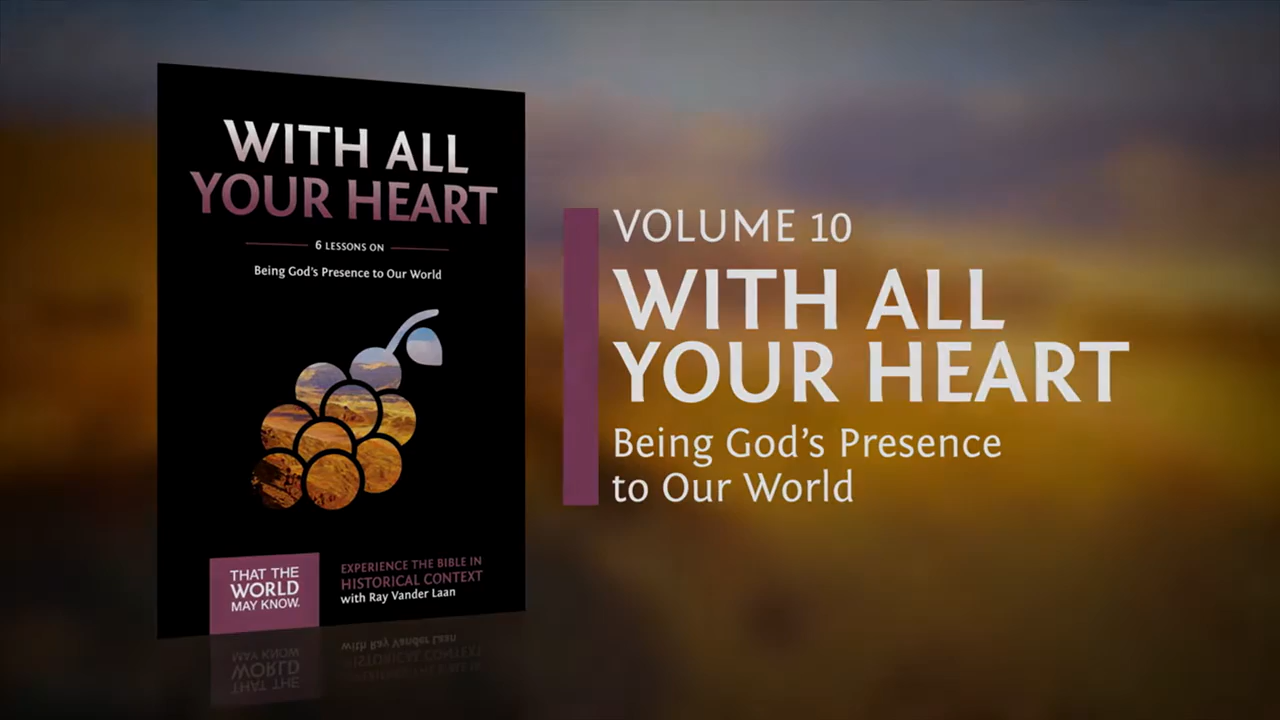 WITH ALL
YOUR HEART
6 LESSONS ON
Being God's Presence to Our World
THAT THE
WORLD
MAY KNOW.
EXPERIENCE THE BIBLE IN
HISTORICAL CONTEXT
with Ray Vander Laan
VOLUME 10
WITH ALL
YOUR HEART
Being God's Presence
to Our World